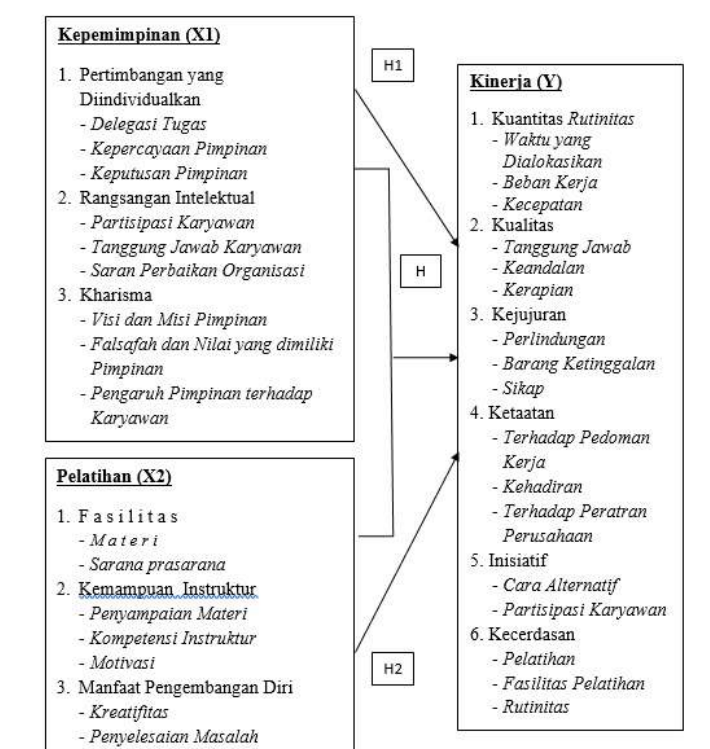 Kepemimpinan (X1)
1. Pertimbangan yang
Diindividualkan
- Delegasi Tugas
- Kepercayaan Pimpinan
- Keputusan Pimpinan
2. Rangsangan Intelektual
- Partisipasi Karyawan
- Tanggung Jawab Karyawan
- Saran Perbaikan Organisasi
3. Kharisma
- Visi dan Misi Pimpinan
- Falsafah dan Nilai yang dimiliki
Pimpinan
- Pengaruh Pimpinan terhadap
Karyawan
Pelatihan (X2)
1. F a s i l i t a s
- M a t e r i
- Sarana prasarana
2. Kemampuan Instruktur
- Penyampaian Materi
- Kompetensi Instruktur
- Motivasi
3. Manfaat Pengembangan Diri
- Kreatifitas
- Penyelesaian Masalah
H1
H
H2
Kinerja (Y)
1. Kuantitas Rutinitas
- Waktu yang
Dialokasikan
- Beban Kerja
- Kecepatan
2. Kualitas
- Tanggung Jawab
- Keandalan
- Kerapian
3. Kejujuran
- Perlindungan
- Barang Ketinggalan
- Sikap
4. Ketaatan
- Terhadap Pedoman
Kerja
- Kehadiran
- Terhadap Peratran
Perusahaan
5. Inisiatif
- Cara Alternatif
- Partisipasi Karyawan
6. Kecerdasan
- Pelatihan
- Fasilitas Pelatihan
- Rutinitas